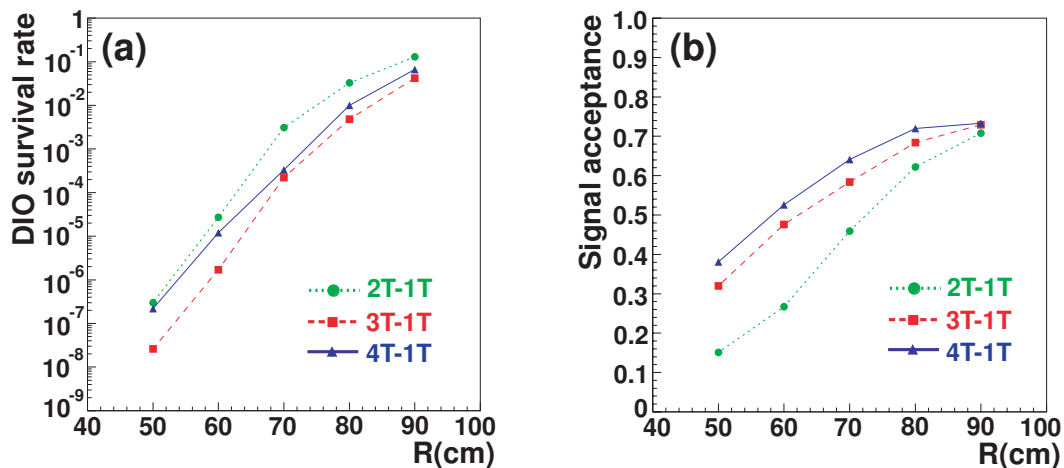 (a)
DIO survival rate
1
10^-1
10^-2
10^-3
10^-4
10^-5
10^-6
10^-7
10^-8
10^-9
2T-1T
3T-1T
4T-1T
40 50 60 70 80 90 100
R(cm)
(b)
Signal acceptance
1.0
0.9
0.8
0.7
0.6
0.5
0.4
0.3
0.2
0.1
0
2T-1T
3T-1T
4T-1T
40 50 60 70 80 90 100
R(cm)